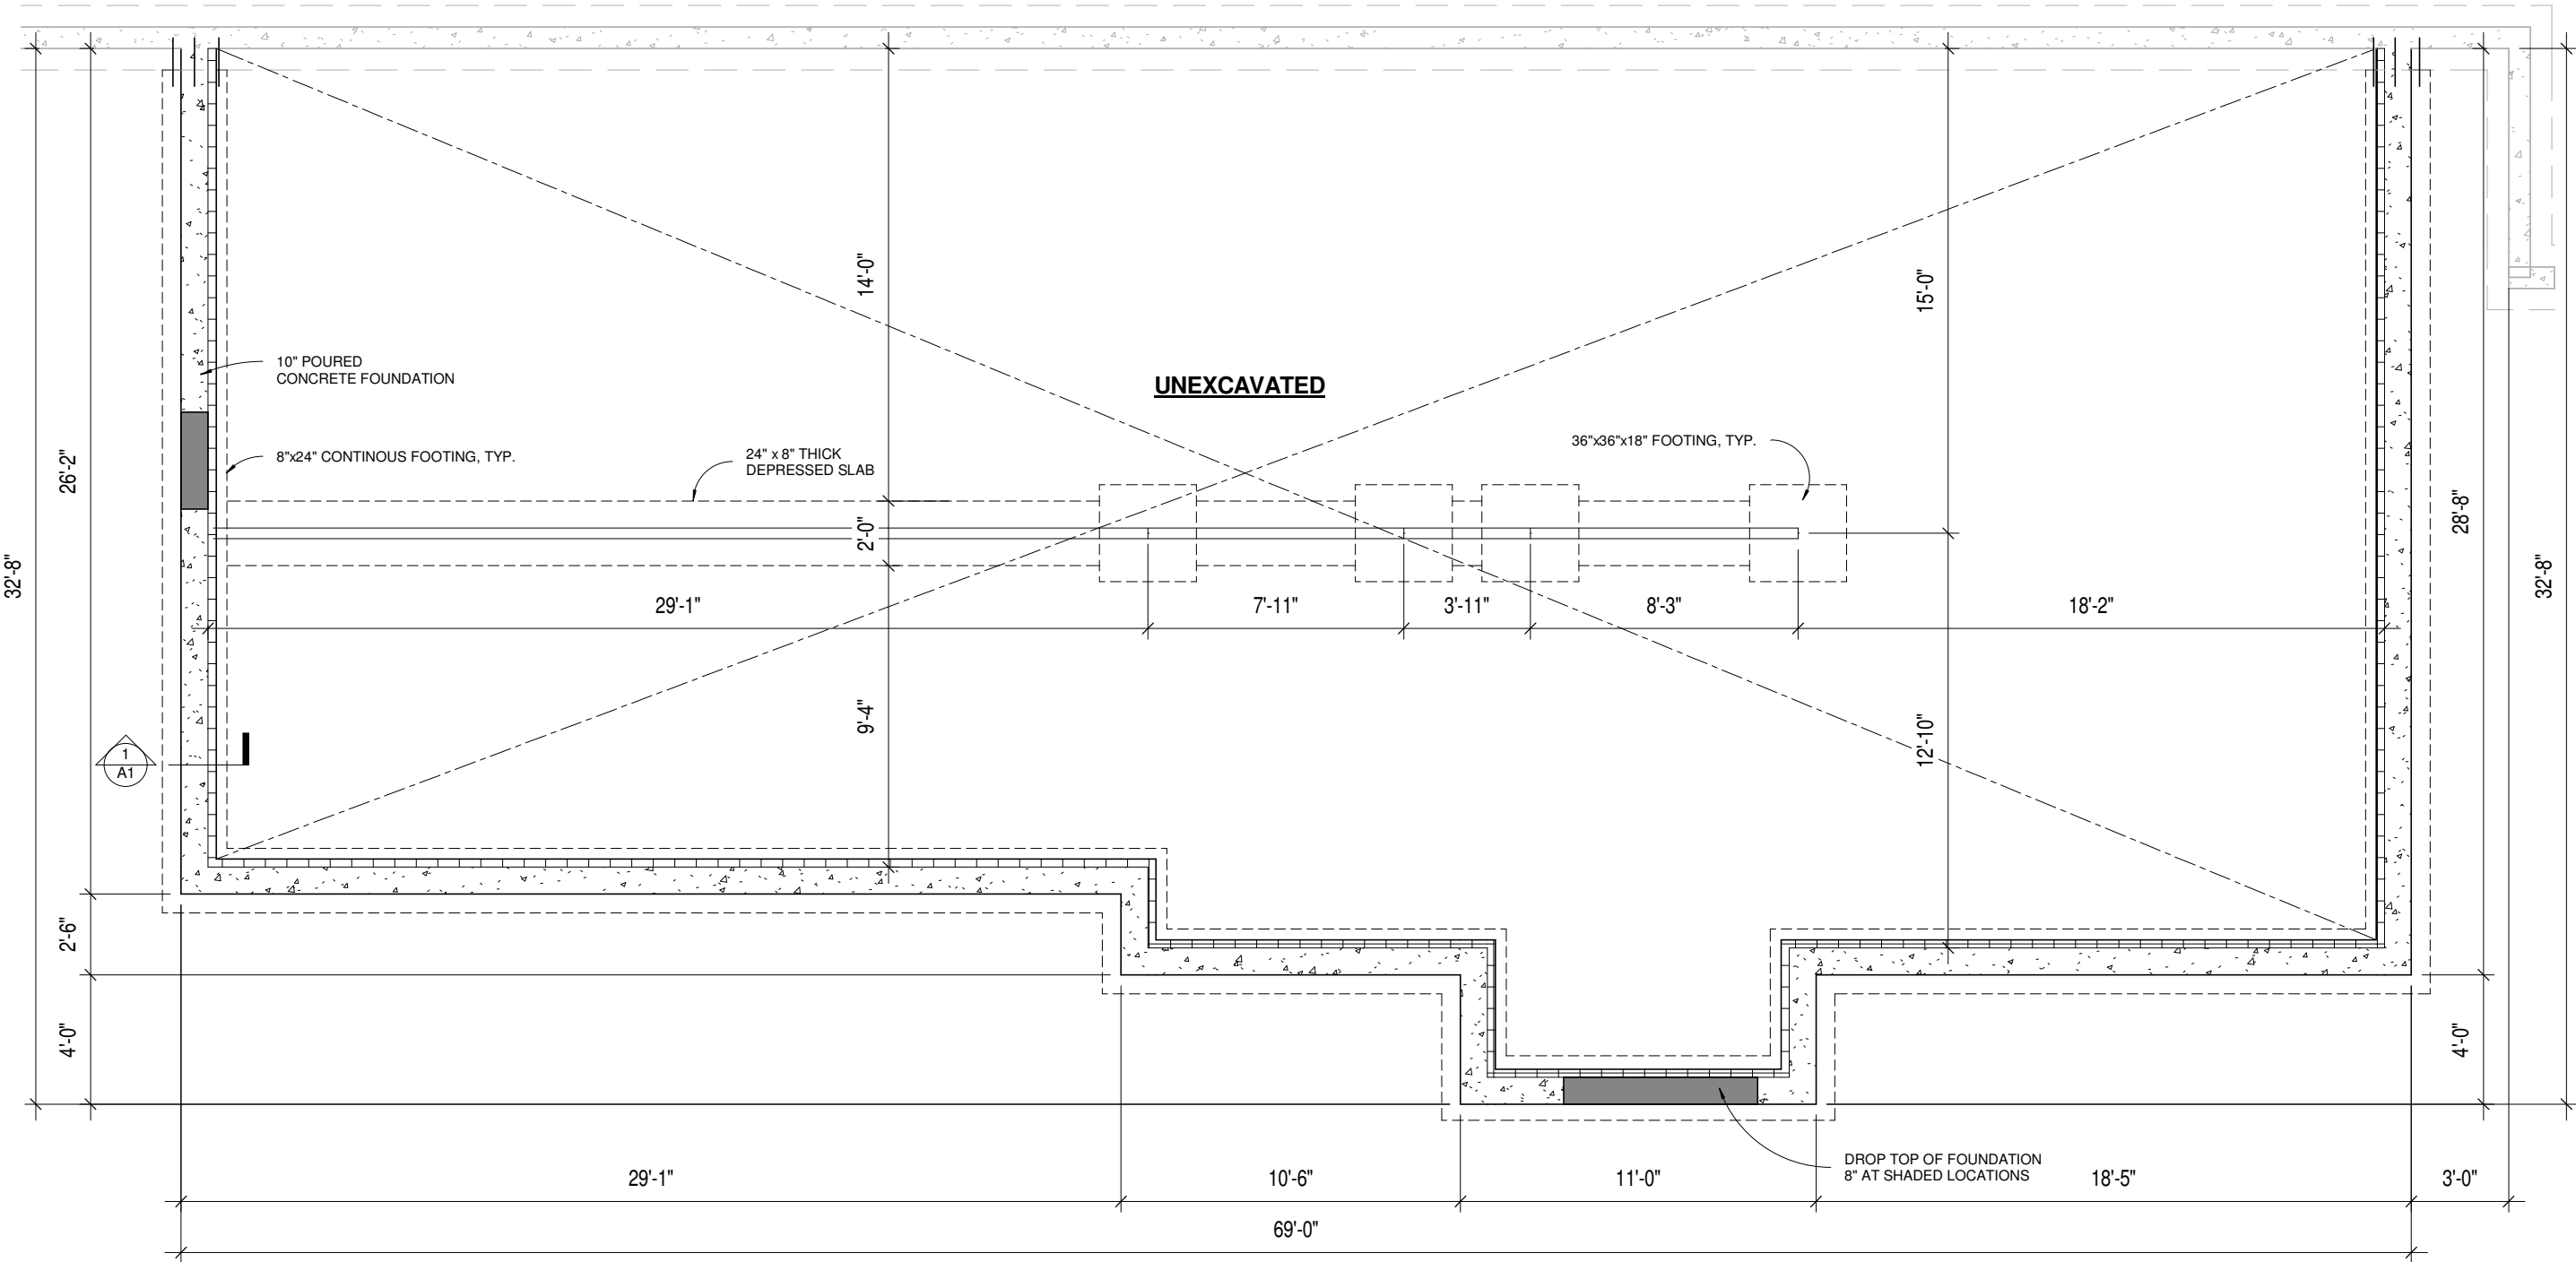 14'-0"
15'-0"
10" POURED
CONCRETE FOUNDATION
UNEXCAVATED
8"x24" CONTINOUS FOOTING, TYP.
24" x 8" THICK
DEPRESSED SLAB
36"x36"x18" FOOTING, TYP.
26'-2"
28'-8"
32'-8"
2'-0"
32'-8"
29'-1"
7'-11"
3'-11"
8'-3"
18'-2"
9'-4"
12'-10"
1
A1
2'-6"
4'-0"
4'-0"
DROP TOP OF FOUNDATION
8" AT SHADED LOCATIONS
29'-1"
10'-6"
11'-0"
18'-5"
3'-0"
69'-0"